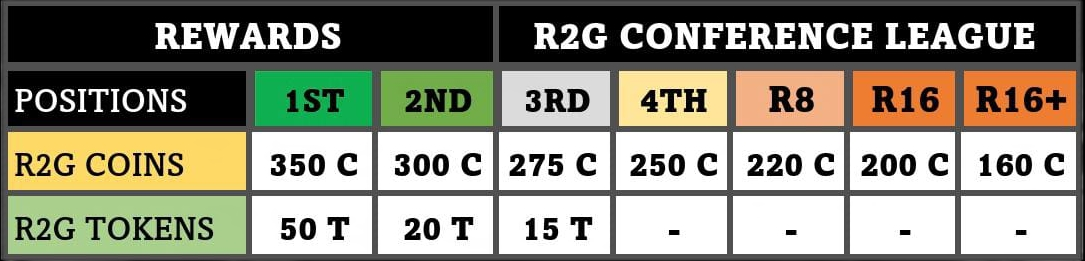 REWARDS R2G CONFERENCE LEAGUE
POSITIONS 1ST 2ND 3RD 4TH R8 R16 R16+
R2G COINS 350 C 300 C 275 C 250 C 220 C 200 C 160 C
R2G TOKENS 50 T 20 T 15 T - - - -